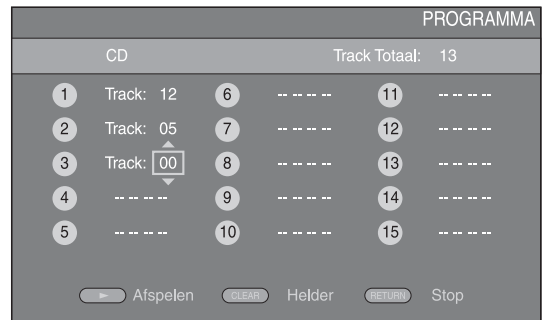 PROGRAMMA
CD Track Totaal: 13
1 Track: 12 6 -- -- -- -- 11 -- -- -- --
2 Track: 05 7 -- -- -- -- 12 -- -- -- --
3 Track: 00 8 -- -- -- -- 13 -- -- -- --
4 -- -- -- -- 9 -- -- -- -- 14 -- -- -- --
5 -- -- -- -- 10 -- -- -- -- 15 -- -- -- --
Afspelen CLEAR Helder RETURN Stop